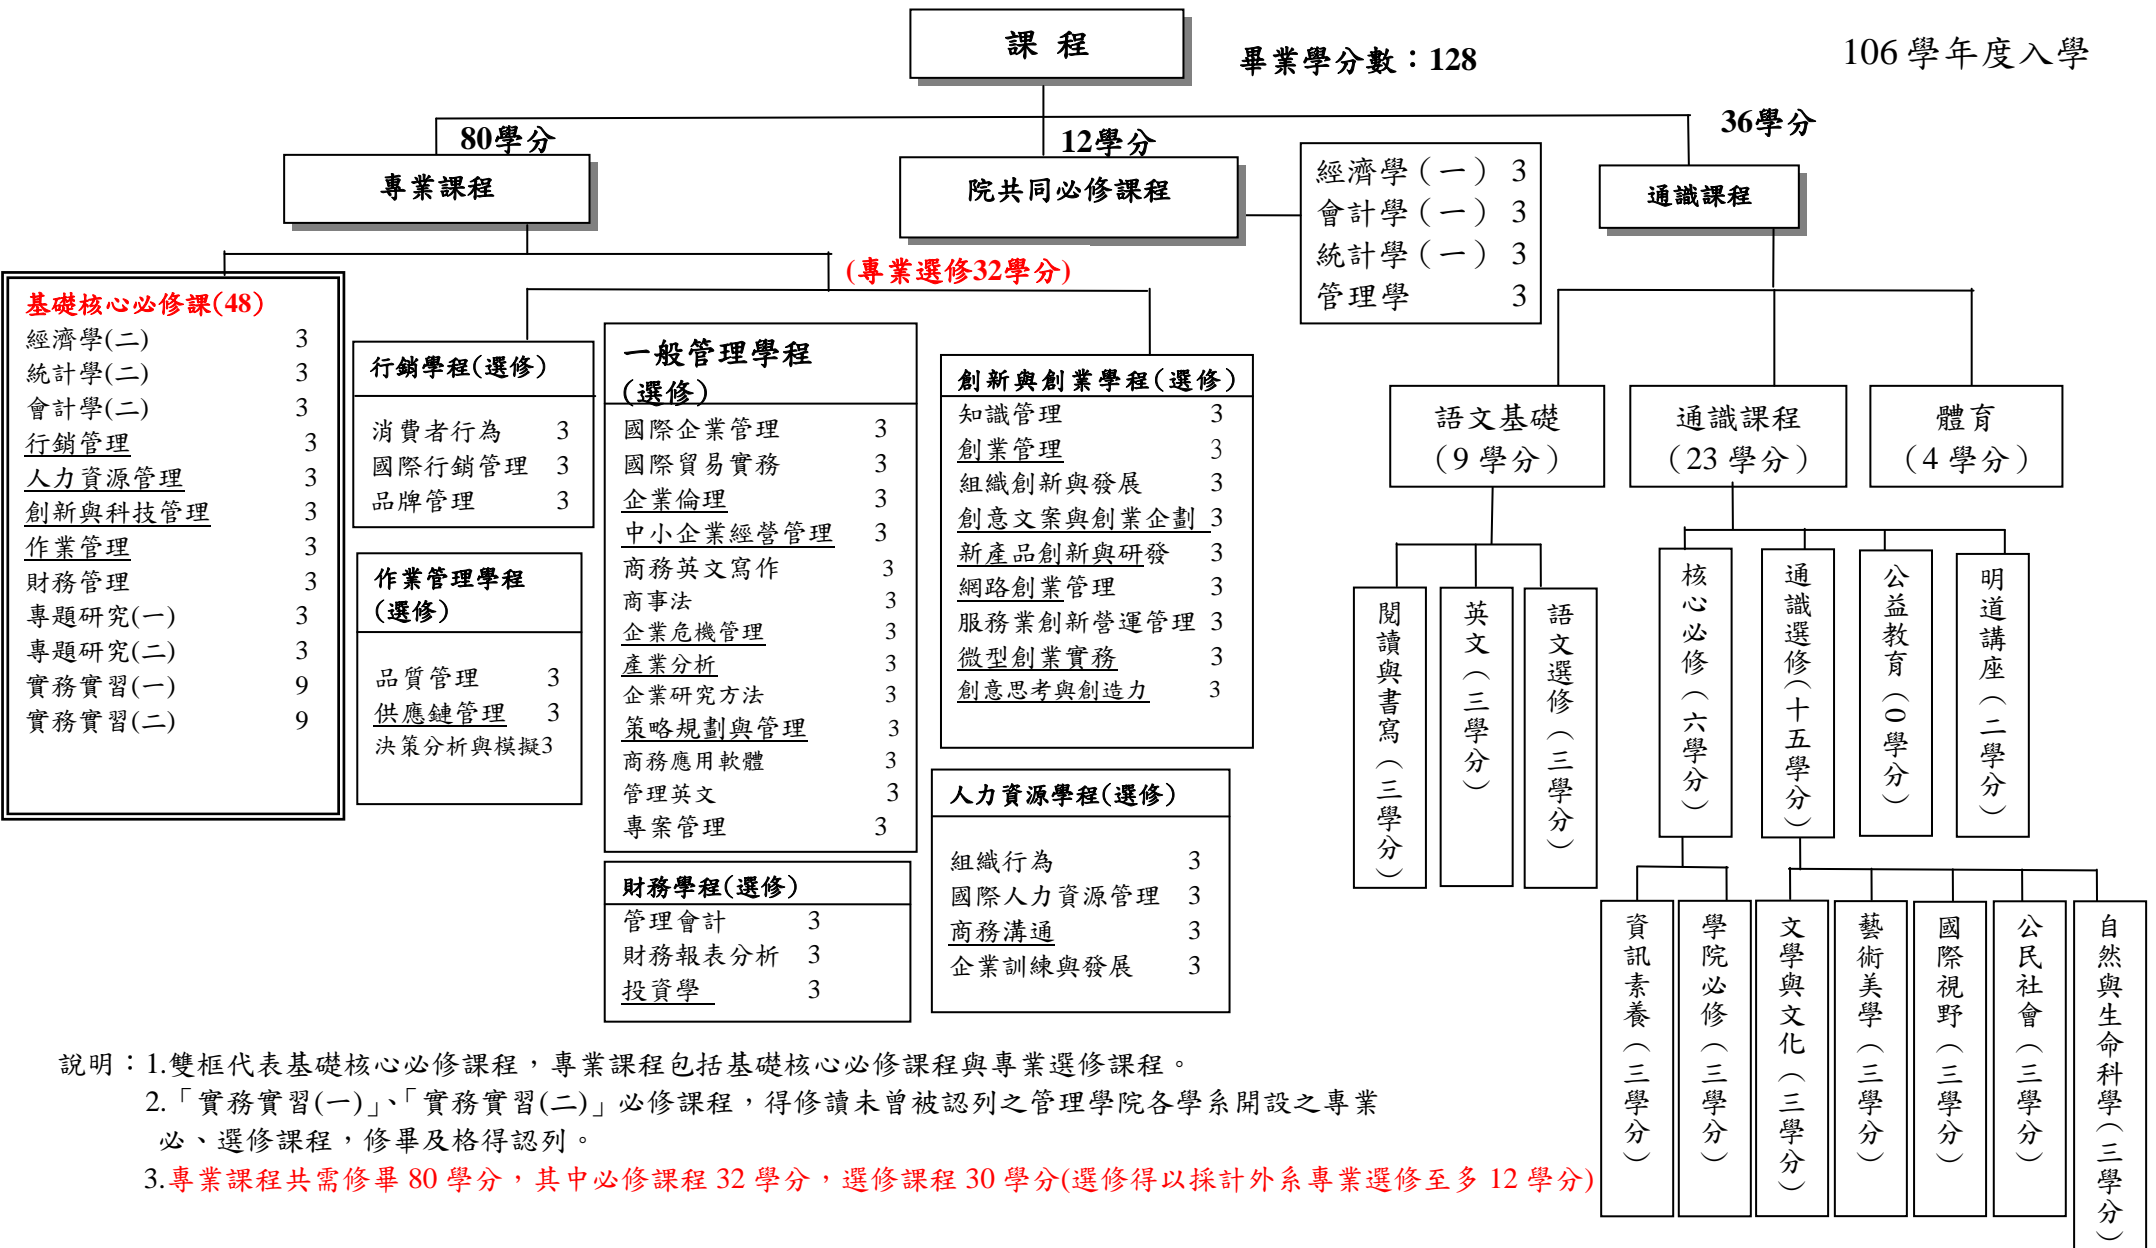 課 程
畢業學分數：128
106 學年度入學
80學分
12學分
36學分
專業課程
院共同必修課程
經濟學（一） 3
會計學（一） 3
統計學（一） 3
管理學 3
通識課程
(專業選修32學分)
基礎核心必修課(48)
經濟學(二) 3
統計學(二) 3
會計學(二) 3
行銷管理 3
人力資源管理 3
創新與科技管理 3
作業管理 3
財務管理 3
專題研究(一) 3
專題研究(二) 3
實務實習(一) 9
實務實習(二) 9
行銷學程(選修)
消費者行為 3
國際行銷管理 3
品牌管理 3
作業管理學程
(選修)
品質管理 3
供應鏈管理 3
決策分析與模擬3
一般管理學程
(選修)
國際企業管理 3
國際貿易實務 3
企業倫理 3
中小企業經營管理 3
商務英文寫作 3
商事法 3
企業危機管理 3
產業分析 3
企業研究方法 3
策略規劃與管理 3
商務應用軟體 3
管理英文 3
專案管理 3
財務學程(選修)
管理會計 3
財務報表分析 3
投資學 3
創新與創業學程(選修)
知識管理 3
創業管理 3
組織創新與發展 3
創意文案與創業企劃 3
新產品創新與研發 3
網路創業管理 3
服務業創新營運管理 3
微型創業實務 3
創意思考與創造力 3
人力資源學程(選修)
組織行為 3
國際人力資源管理 3
商務溝通 3
企業訓練與發展 3
語文基礎
（9 學分）
通識課程
（23 學分）
體育
（4 學分）
閱讀與書寫（三學分）
英文（三學分）
語文選修（三學分）
核心必修（六學分）
通識選修（十五學分）
公益教育（0學分）
明道講座（二學分）
資訊素養（三學分）
學院必修（三學分）
文學與文化（三學分）
藝術美學（三學分）
國際視野（三學分）
公民社會（三學分）
自然與生命科學（三學分）
說明：1.雙框代表基礎核心必修課程，專業課程包括基礎核心必修課程與專業選修課程。
2.「實務實習(一)」、「實務實習(二)」必修課程，得修讀未曾被認列之管理學院各學系開設之專業
必、選修課程，修畢及格得認列。
3.專業課程共需修畢 80 學分，其中必修課程 32 學分，選修課程 30 學分(選修得以採計外系專業選修至多 12 學分)